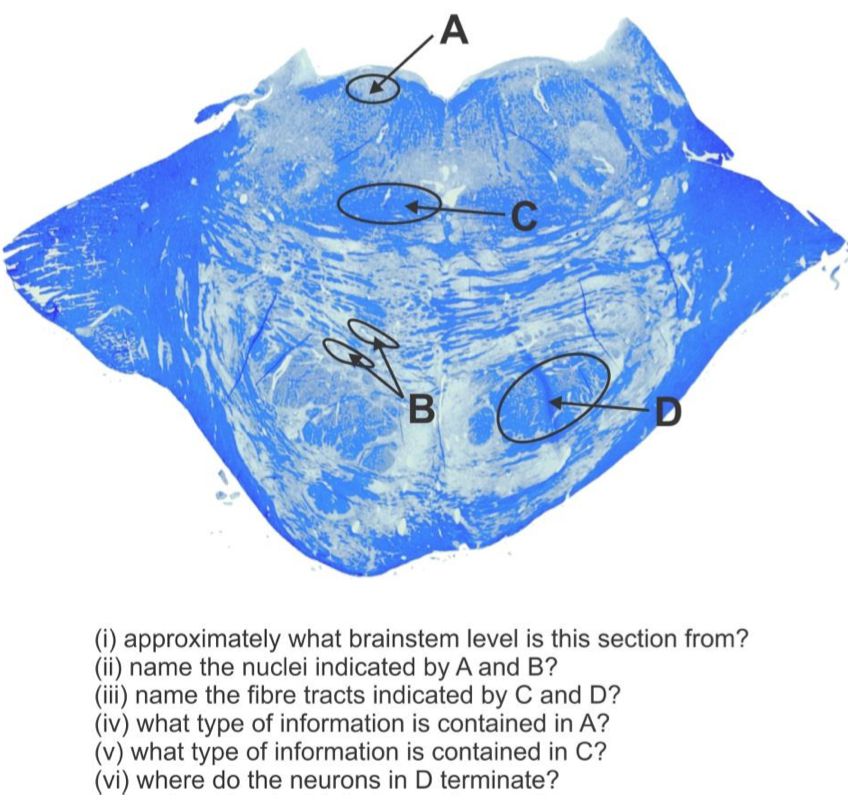 A
C
B
D
(i) approximately what brainstem level is this section from?
(ii) name the nuclei indicated by A and B?
(iii) name the fibre tracts indicated by C and D?
(iv) what type of information is contained in A?
(v) what type of information is contained in C?
(vi) where do the neurons in D terminate?